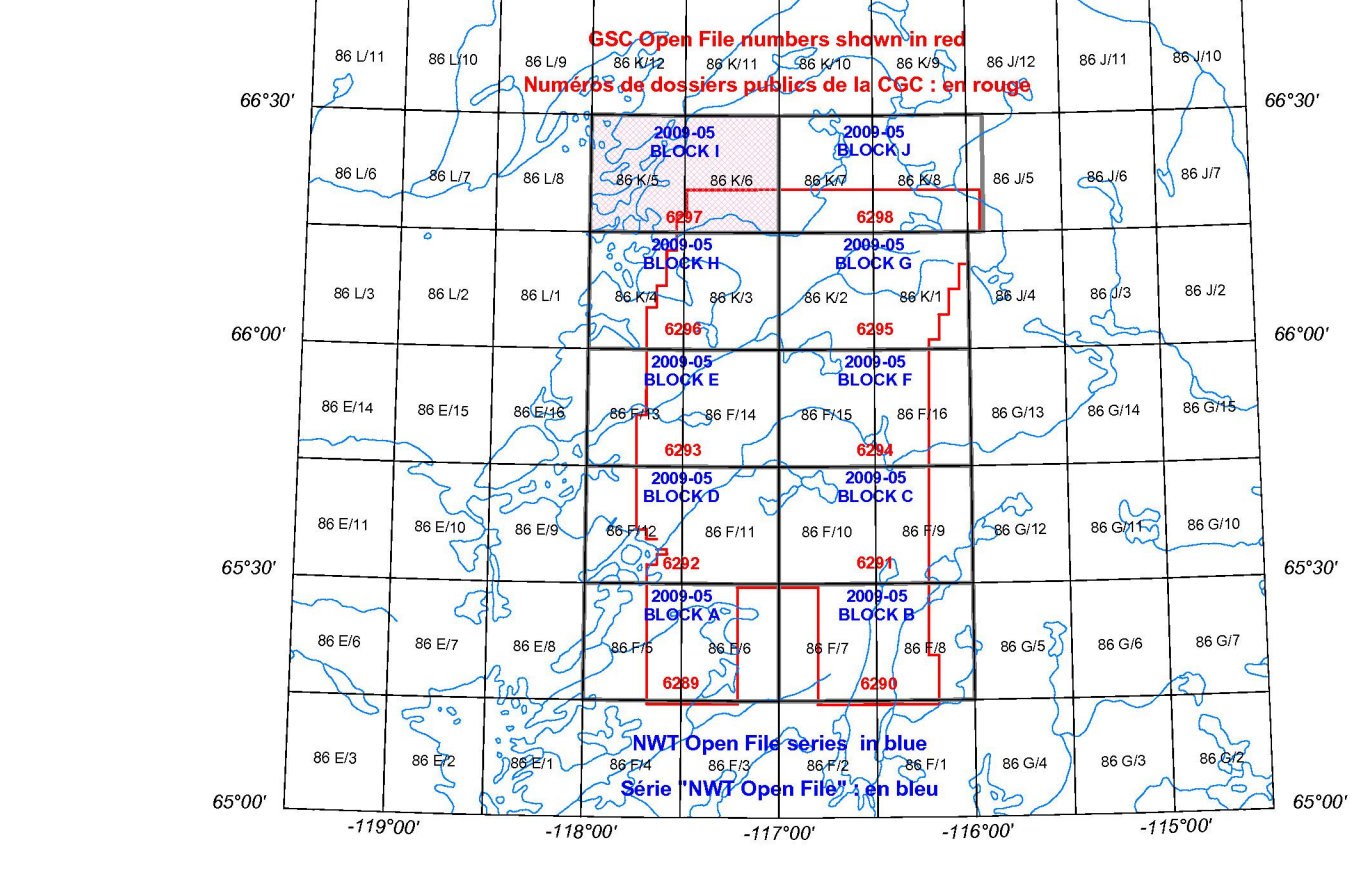 GSC Open File numbers shown in red
86 L/11 86 L/10 86 L/9 86 K/12 86 K/11 86 K/10 86 K/9 86 J/12 86 J/11 86 J/10
Numéros de dossiers publics de la CGC : en rouge
66°30' 66°30'
2009-05 2009-05
BLOCK I BLOCK J
86 L/6 86 L/7 86 L/8 86 K/5 86 K/6 86 K/7 86 K/8 86 J/5 86 J/6 86 J/7
6297 6298
2009-05 2009-05
BLOCK H BLOCK G
86 L/3 86 L/2 86 L/1 86 K/4 86 K/3 86 K/2 86 K/1 86 J/4 86 J/3 86 J/2
6296 6295
66°00' 66°00'
2009-05 2009-05
BLOCK E BLOCK F
86 E/14 86 E/15 86 E/16 86 F/13 86 F/14 86 F/15 86 F/16 86 G/13 86 G/14 86 G/15
6293 6294
2009-05 2009-05
BLOCK D BLOCK C
86 E/11 86 E/10 86 E/9 86 F/12 86 F/11 86 F/10 86 F/9 86 G/12 86 G/11 86 G/10
6292 6291
65°30' 65°30'
2009-05 2009-05
BLOCK A BLOCK B
86 E/6 86 E/7 86 E/8 86 F/5 86 F/6 86 F/7 86 F/8 86 G/5 86 G/6 86 G/7
6289 6290
NWT Open File series in blue
86 E/3 86 E/2 86 E/1 86 F/4 86 F/3 86 F/2 86 F/1 86 G/4 86 G/3 86 G/2
Série "NWT Open File" : en bleu
65°00' 65°00'
-119°00' -118°00' -117°00' -116°00' -115°00'